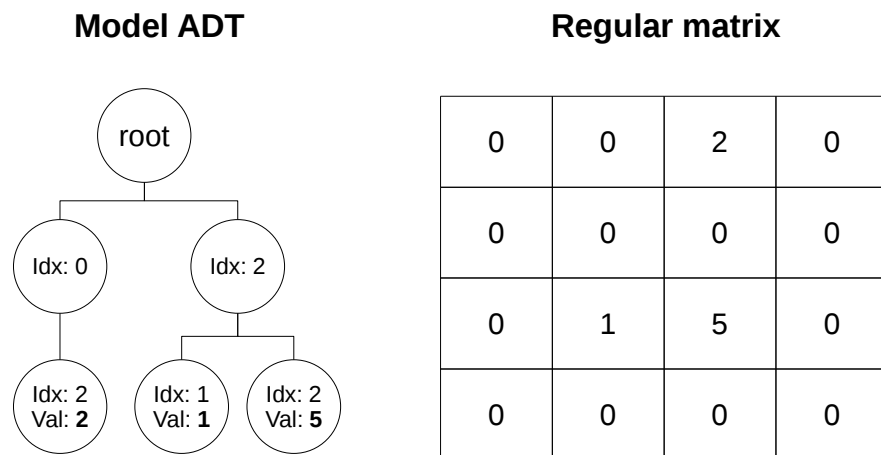 Model ADT
Regular matrix
root
Idx: 0
Idx: 2
Idx: 2
Val: 2
Idx: 1
Val: 1
Idx: 2
Val: 5
0 0 2 0
0 0 0 0
0 1 5 0
0 0 0 0